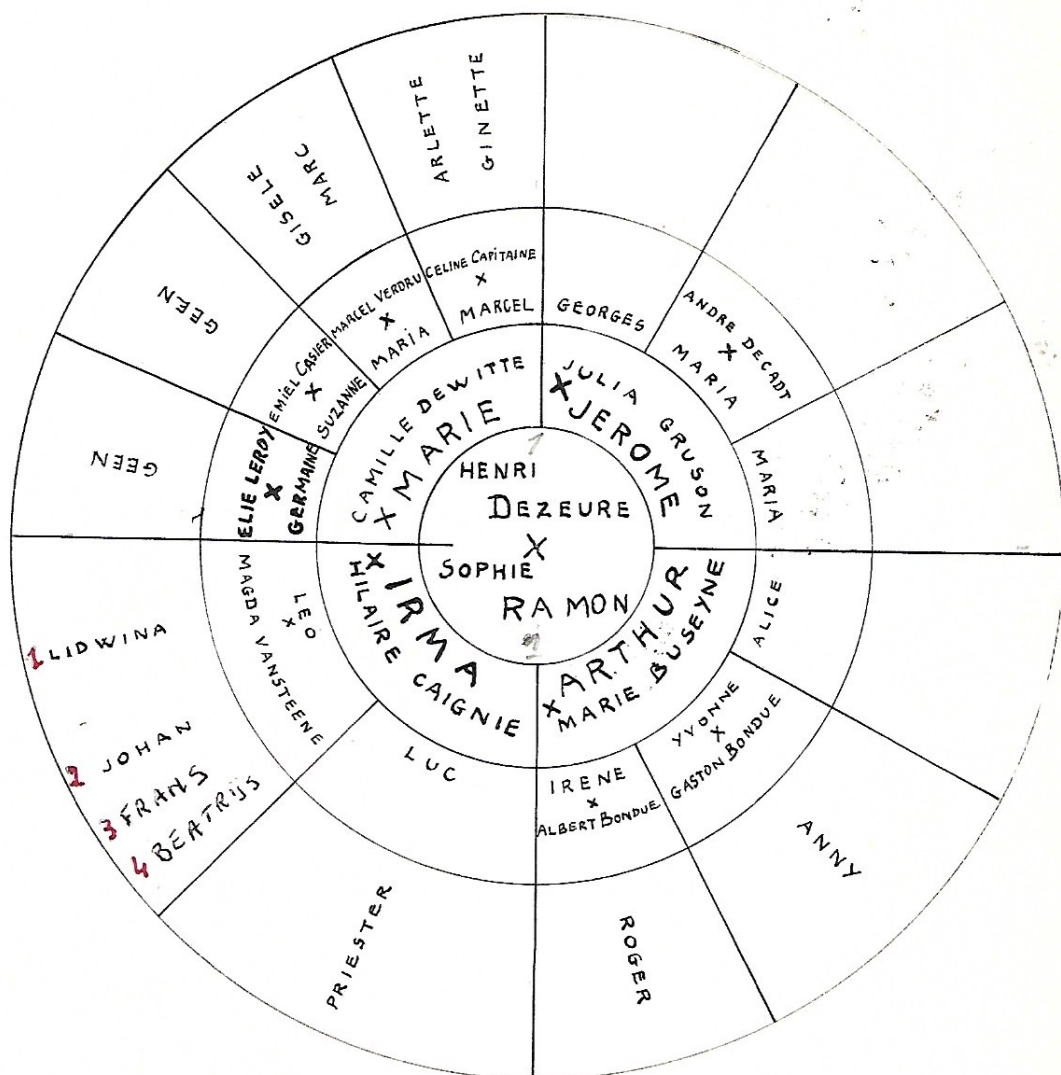 HENRI
DEZEURE
X
SOPHIE
RAMON
CAMILLE DEWITTE
X MARIE
JULIA GRUSON
X JEROME
X ARTHUR
MARIE BUSEYNE
X IRMA
HILAIRE CAIGNIE
ELIE LEROY
X
GERMAINE
EMIEL CASIER
X
SUZANNE
MARCEL VERDRU
X
MARIA
CELINE CAPITAINE
X
MARCEL
GEORGES
ANDRE DECADT
X
MARIA
MARIA
ALICE
YVONNE
X
GASTON BONDUE
IRENE
X
ALBERT BONDUE
LUC
LEO
X
MAGDA VANSTEENE
GEEN
GEEN
GISELE
MARC
ARLETTE
GINETTE
ANNY
ROGER
PRIESTER
1 LIDWINA
2 JOHAN
3 FRANS
4 BEATRIJS